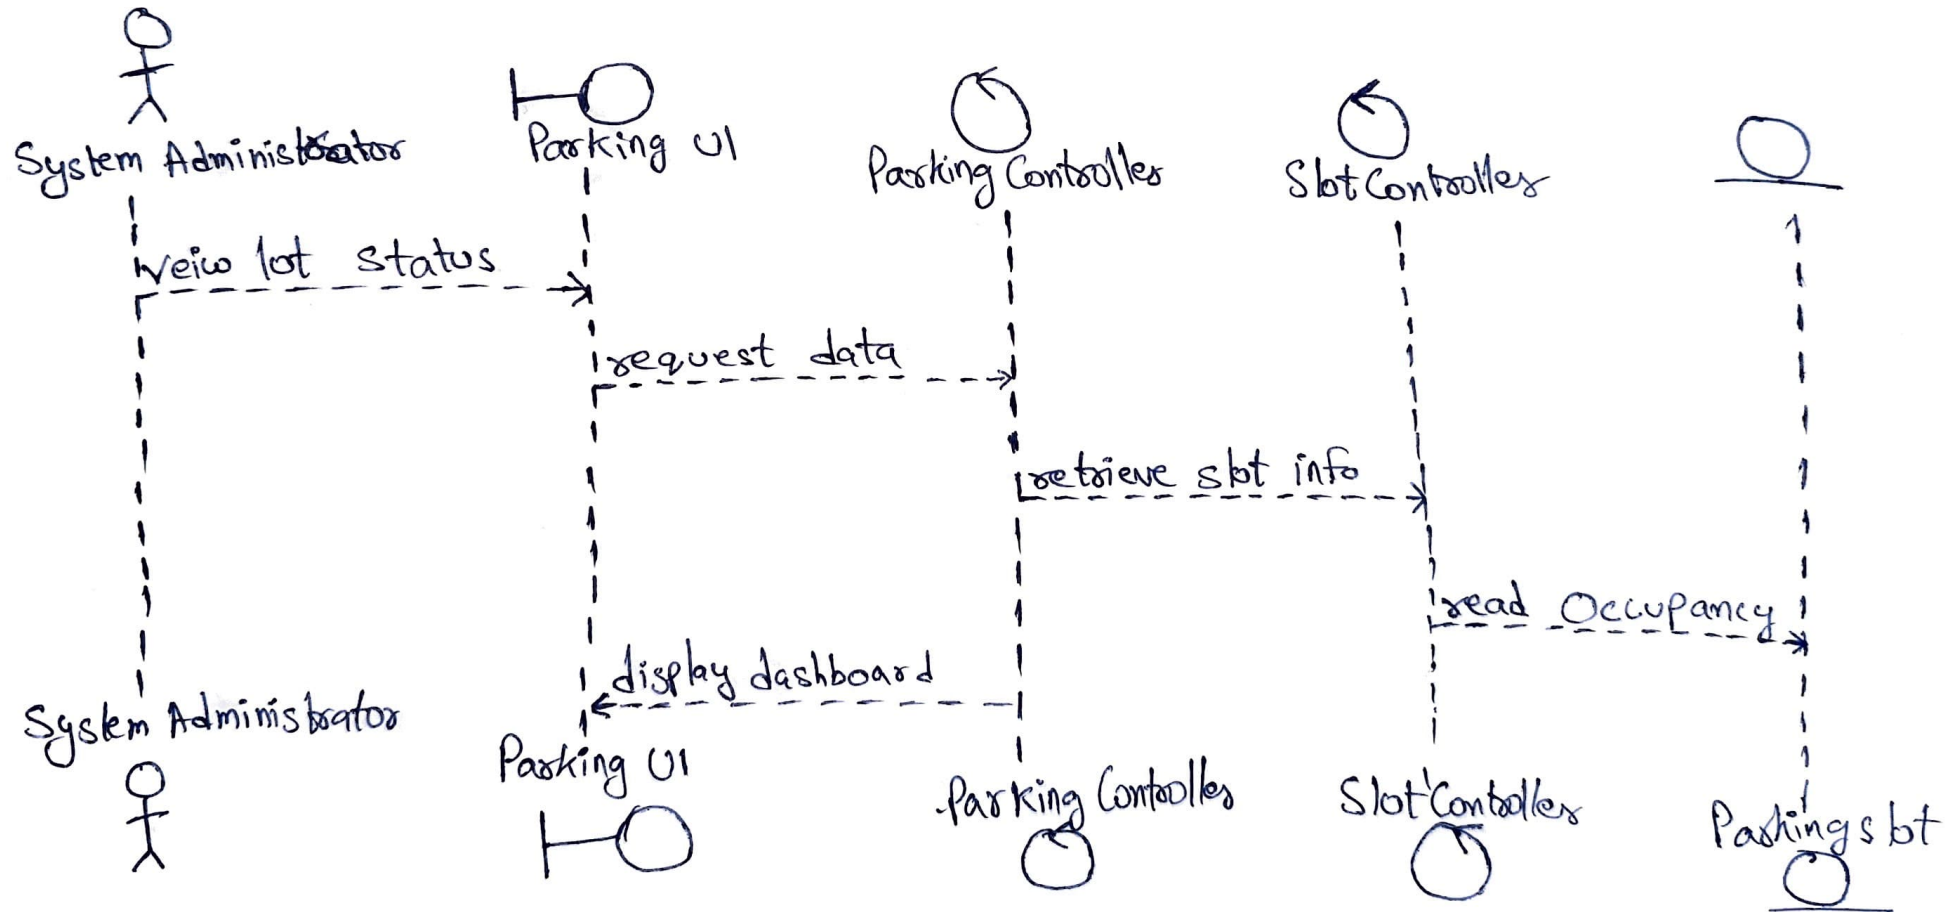 System Administrator
Parking UI
Parking Controller
Slot Controller
Veiw lot status
request data
retrieve slot info
read Occupancy
display dashboard
System Administrator
Parking UI
Parking Controller
Slot Controller
Parking slot